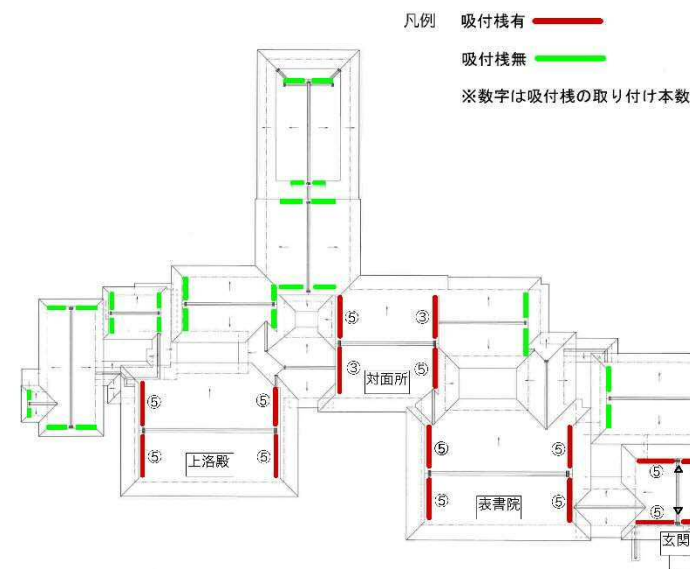 凡例 吸付桟有
吸付桟無
※数字は吸付桟の取り付け本数
⑤ ③
③ 対面所 ⑤
⑤ ⑤
⑤ 上洛殿 ⑤
⑤ ⑤
⑤ 表書院 ⑤
⑤
⑤
玄関